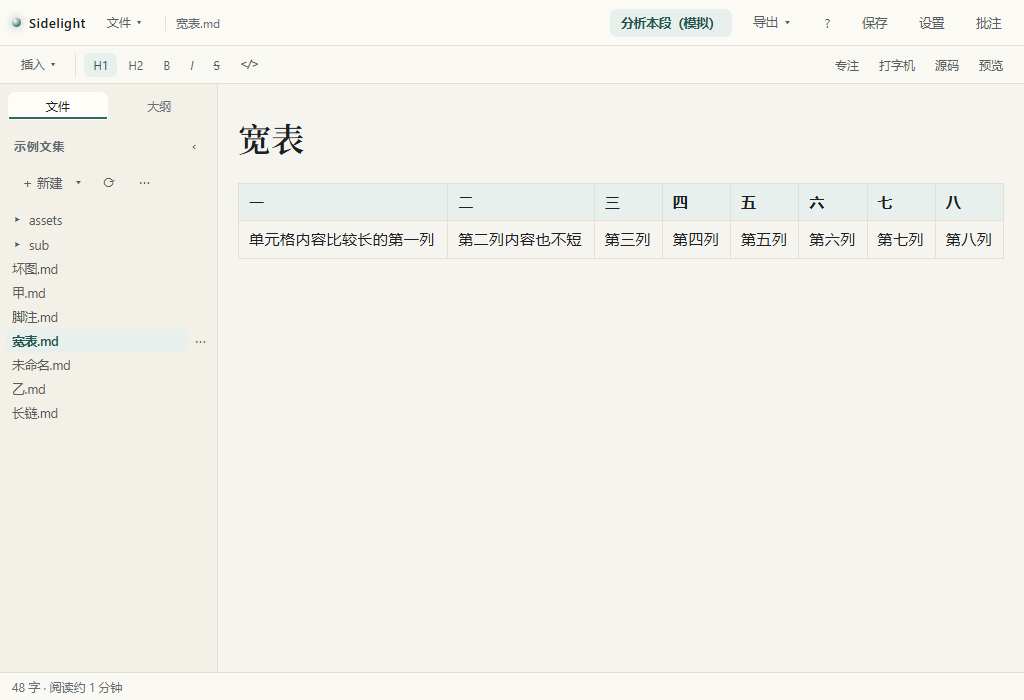 Sidelight 文件 宽表.md 分析本段（模拟） 导出 ? 保存 设置 批注
插入 H1 H2 B I S </> 专注 打字机 源码 预览
文件 大纲
示例文集 ‹
+ 新建 ⟳ ···
assets
sub
坏图.md
甲.md
脚注.md
宽表.md ···
未命名.md
乙.md
长链.md
宽表
一 二 三 四 五 六 七 八
单元格内容比较长的第一列 第二列内容也不短 第三列 第四列 第五列 第六列 第七列 第八列
48 字 · 阅读约 1 分钟